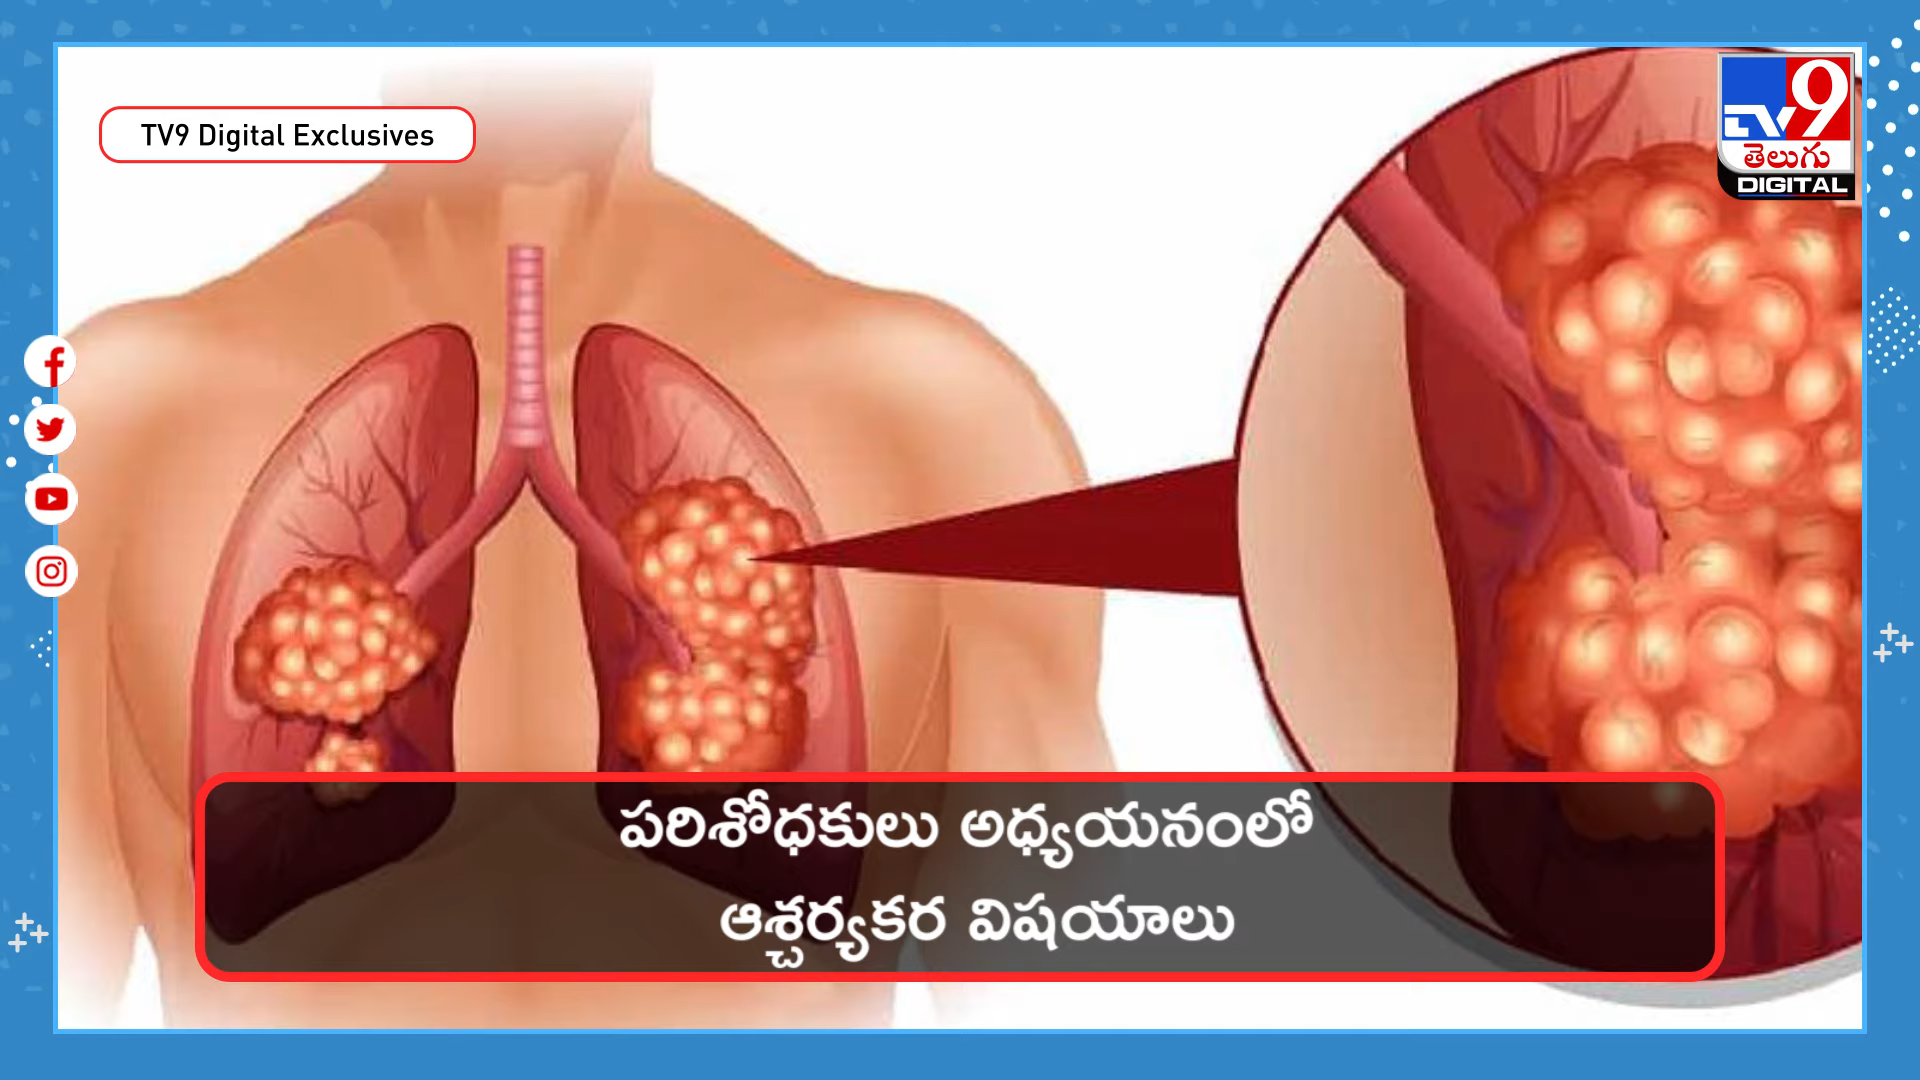 TV9 Digital Exclusives
TV9
తెలుగు
DIGITAL
పరిశోధకులు అధ్యయనంలో
ఆశ్చర్యకర విషయాలు